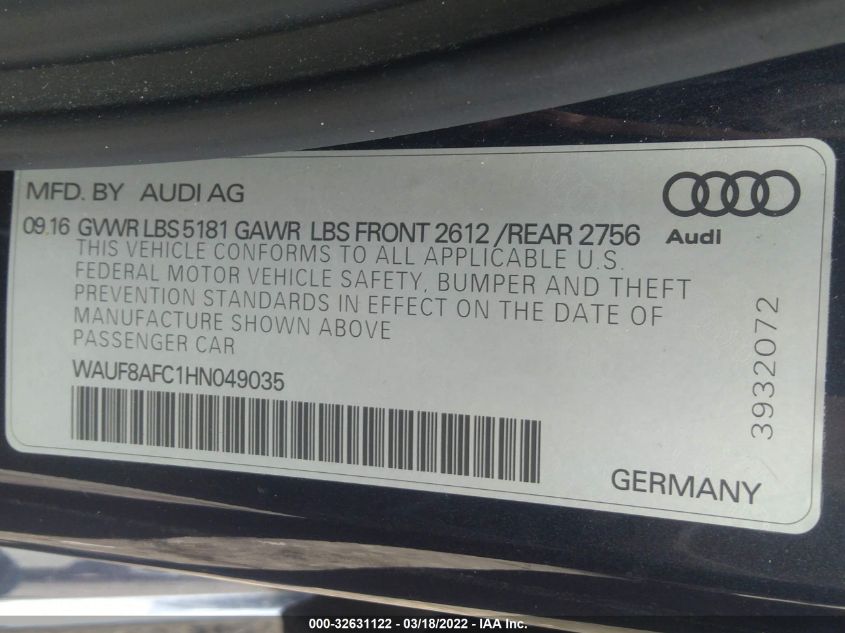 MFD. BY AUDI AG
09.16 GVWR LBS 5181 GAWR LBS FRONT 2612 /REAR 2756
Audi
THIS VEHICLE CONFORMS TO ALL APPLICABLE U.S.
FEDERAL MOTOR VEHICLE SAFETY, BUMPER AND THEFT
PREVENTION STANDARDS IN EFFECT ON THE DATE OF
MANUFACTURE SHOWN ABOVE
PASSENGER CAR
WAUF8AFC1HN049035
3932072
GERMANY
000-32631122 - 03/18/2022 - IAA Inc.